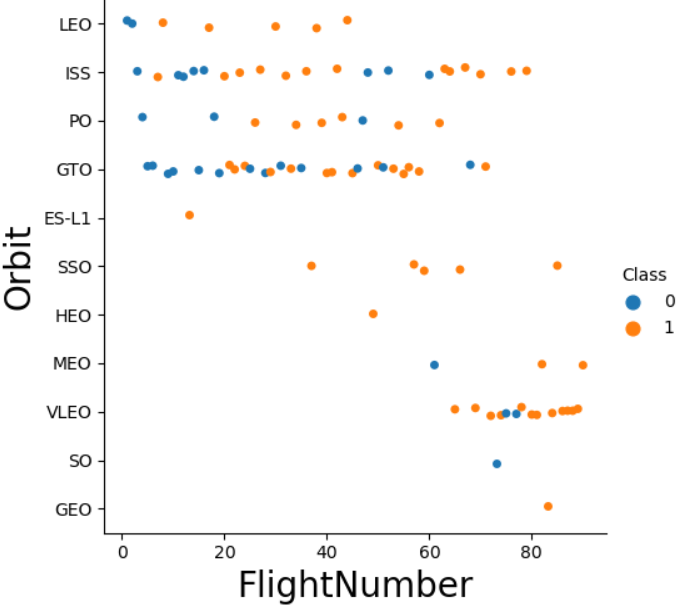 LEO
ISS
PO
GTO
ES-L1
SSO
HEO
MEO
VLEO
SO
GEO
Orbit
0 20 40 60 80
FlightNumber
Class
0
1